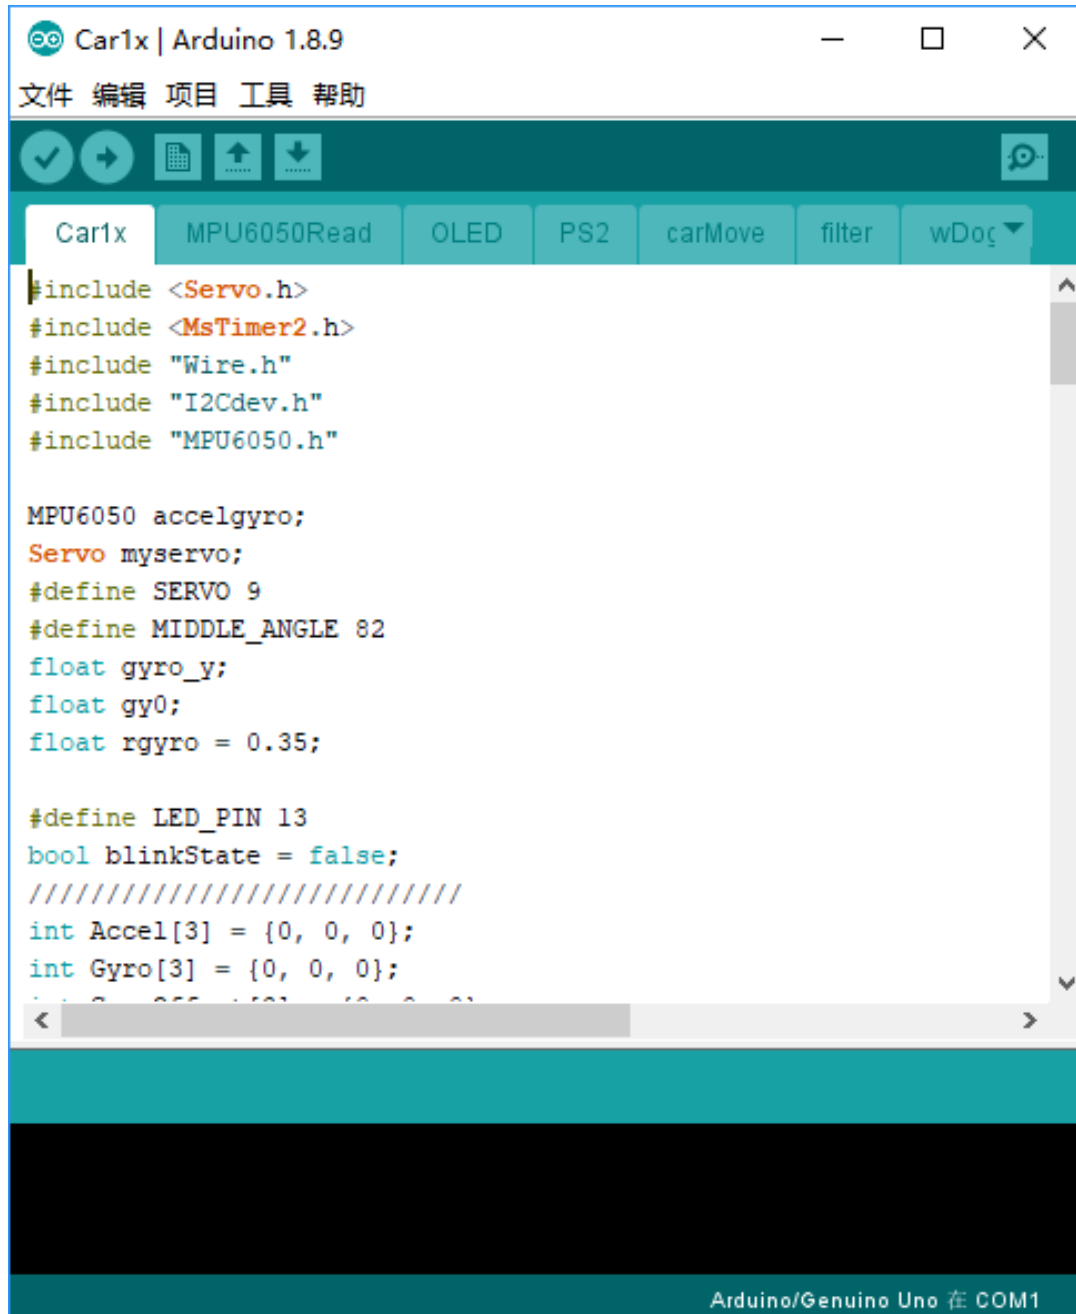 Car1x | Arduino 1.8.9
文件 编辑 项目 工具 帮助
Car1x MPU6050Read OLED PS2 carMove filter
#include <Servo.h>
#include <MsTimer2.h>
#include "Wire.h"
#include "I2Cdev.h"
#include "MPU6050.h"
MPU6050 accelgyro;
Servo myservo;
#define SERVO 9
#define MIDDLE_ANGLE 82
float gyro_y;
float gy0;
float rgyro = 0.35;
#define LED_PIN 13
bool blinkState = false;
////////////////////////////
int Accel[3] = {0, 0, 0};
int Gyro[3] = {0, 0, 0};
Arduino/Genuino Uno 在 COM1